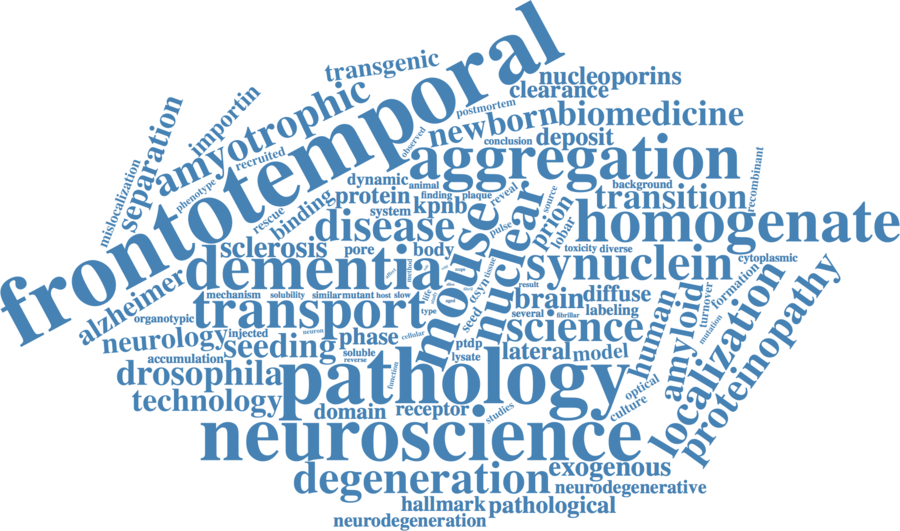 frontotemporal
transgenic
nucleoporins
clearance
importin
amyotrophic
postmortem
newborn
biomedicine
separation
observed
conclusion
deposit
recruited
aggregation
mislocalization
phenotype
dynamic
animal
background
recombinant
rescue
binding
protein
finding
plaque
reveal
source
transition
system
kpnb
prion
homogenate
disease
pulse
lobar
sclerosis
pore
body
mouse
nuclear
toxicity
diverse
dementia
synuclein
cytoplasmic
alzheimer
method
tissue
asyn
formation
mechanism
solubility
similar
mutant
host
slow
life
aged
result
brain
diffuse
turnover
transport
type
seed
several
fibrillar
labeling
human
amyloid
organotypic
injected
neuron
science
mutation
neurology
seeding
phase
cellular
ptdp
lateral
model
localization
proteinopathy
accumulation
soluble
reverse
lysate
drosophila
function
pathology
optical
technology
domain
receptor
studies
culture
neuroscience
degeneration
exogenous
neurodegenerative
hallmark
pathological
neurodegeneration